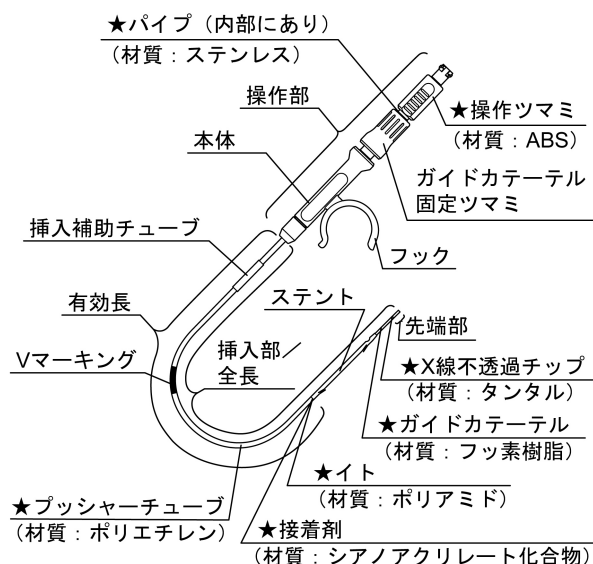 ★パイプ（内部にあり）
（材質：ステンレス）
操作部
★操作ツマミ
（材質：ABS）
本体
ガイドカテーテル
固定ツマミ
挿入補助チューブ
フック
有効長
ステント
先端部
Vマーキング
挿入部／
全長
★X線不透過チップ
（材質：タンタル）
★ガイドカテーテル
（材質：フッ素樹脂）
★イト
（材質：ポリアミド）
★プッシャーチューブ
（材質：ポリエチレン）
★接着剤
（材質：シアノアクリレート化合物）